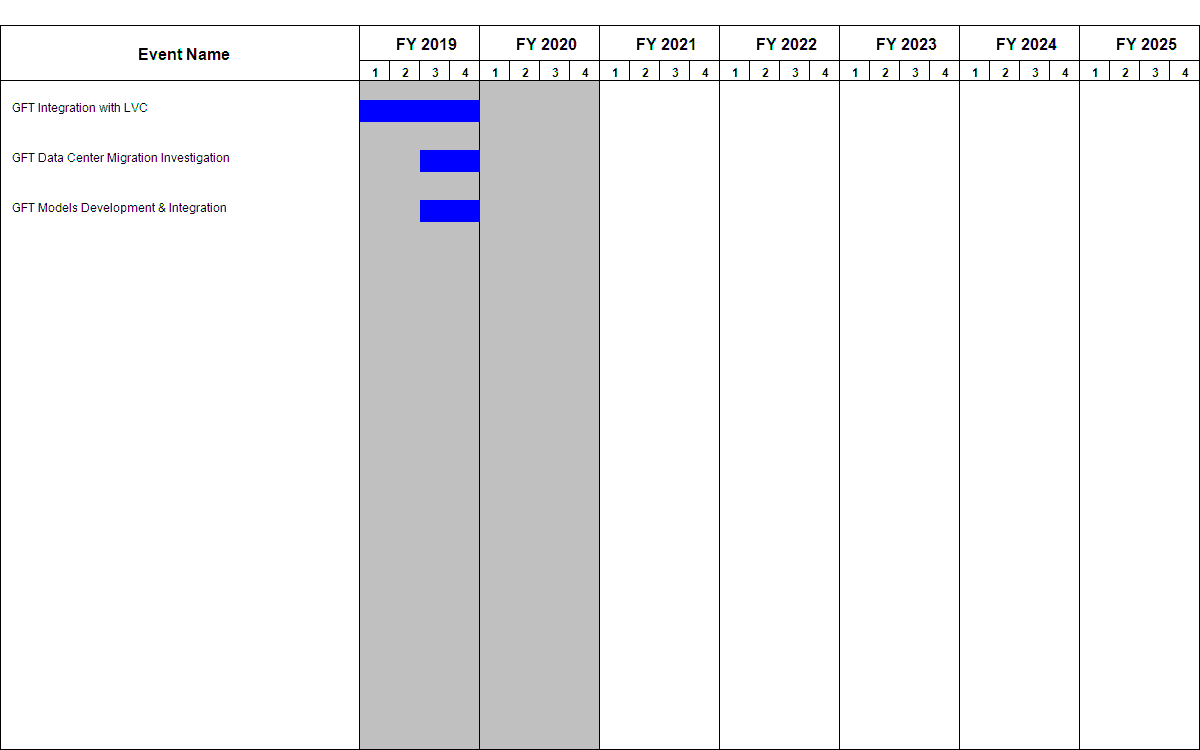 Event Name
FY 2019 FY 2020 FY 2021 FY 2022 FY 2023 FY 2024 FY 2025
1 2 3 4 1 2 3 4 1 2 3 4 1 2 3 4 1 2 3 4 1 2 3 4 1 2 3 4
GFT Integration with LVC
GFT Data Center Migration Investigation
GFT Models Development & Integration